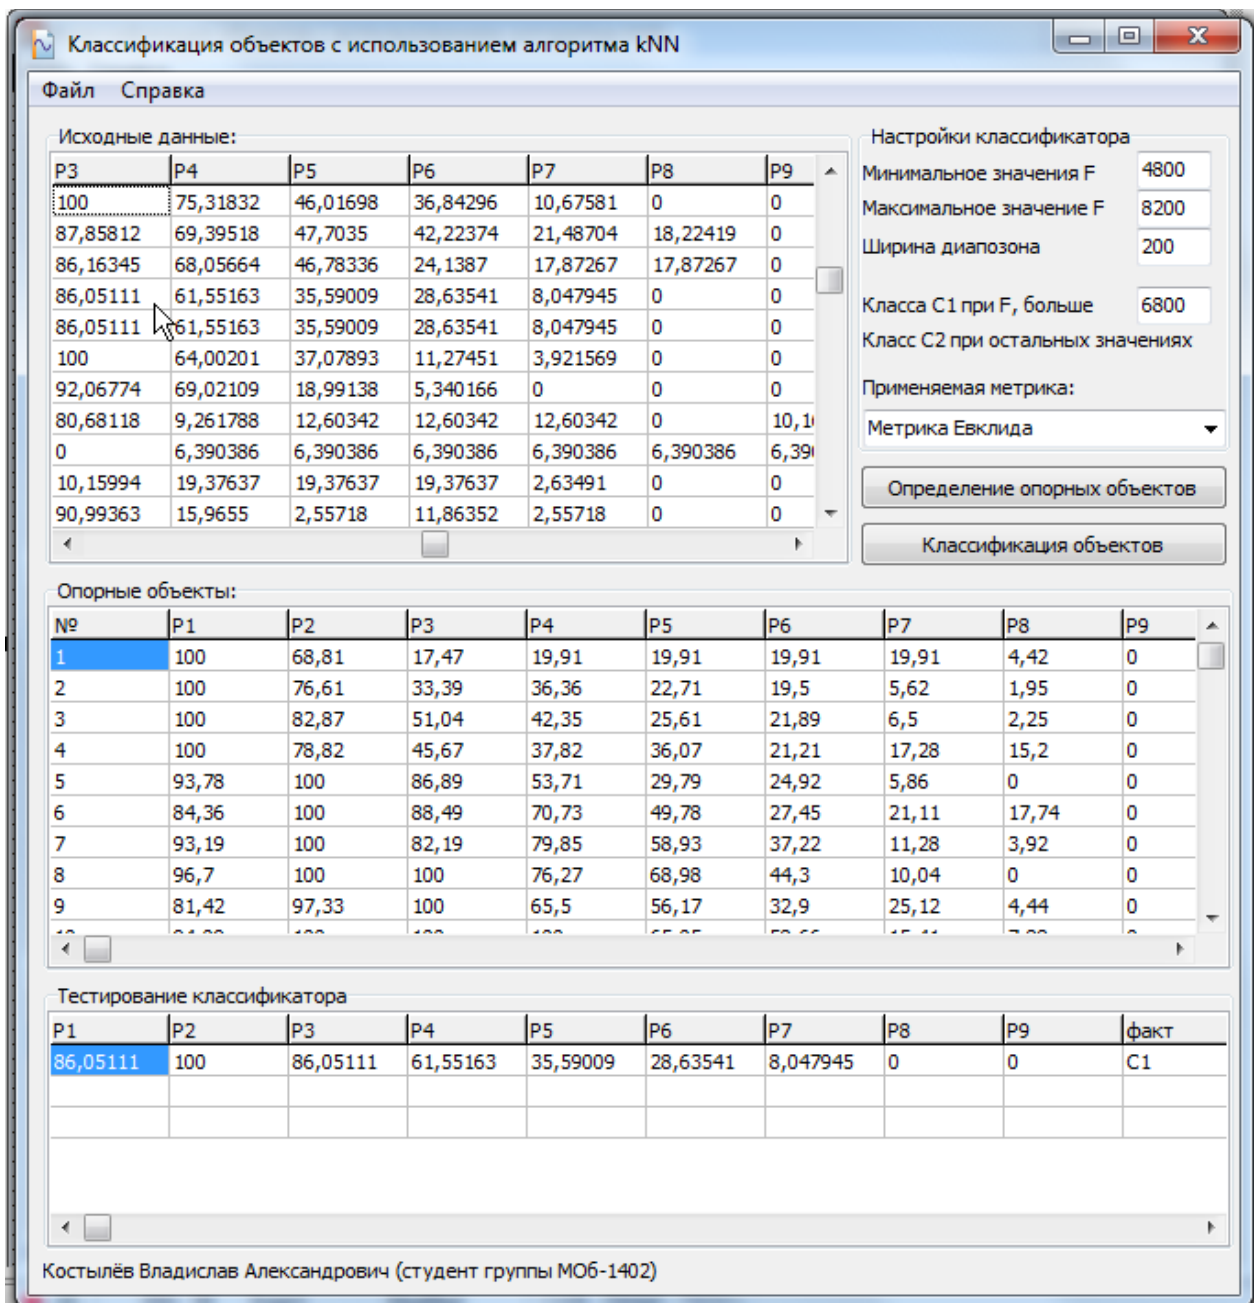 Классификация объектов с использованием алгоритма kNN
Файл Справка
Исходные данные:
P3 P4 P5 P6 P7 P8 P9
100 75,31832 46,01698 36,84296 10,67581 0 0
87,85812 69,39518 47,7035 42,22374 21,48704 18,22419 0
86,16345 68,05664 46,78336 24,1387 17,87267 17,87267 0
86,05111 61,55163 35,59009 28,63541 8,047945 0 0
86,05111 61,55163 35,59009 28,63541 8,047945 0 0
100 64,00201 37,07893 11,27451 3,921569 0 0
92,06774 69,02109 18,99138 5,340166 0 0 0
80,68118 9,261788 12,60342 12,60342 12,60342 0
0 6,390386 6,390386 6,390386 6,390386 6,390386
10,15994 19,37637 19,37637 19,37637 2,63491 0 0
90,99363 15,9655 2,55718 11,86352 2,55718 0 0
Настройки классификатора
Минимальное значения F 4800
Максимальное значение F 8200
Ширина диапозона 200
Класса C1 при F, больше 6800
Класс C2 при остальных значениях
Применяемая метрика:
Метрика Евклида
Определение опорных объектов
Классификация объектов
Опорные объекты:
№ P1 P2 P3 P4 P5 P6 P7 P8 P9
1 100 68,81 17,47 19,91 19,91 19,91 19,91 4,42 0
2 100 76,61 33,39 36,36 22,71 19,5 5,62 1,95 0
3 100 82,87 51,04 42,35 25,61 21,89 6,5 2,25 0
4 100 78,82 45,67 37,82 36,07 21,21 17,28 15,2 0
5 93,78 100 86,89 53,71 29,79 24,92 5,86 0 0
6 84,36 100 88,49 70,73 49,78 27,45 21,11 17,74 0
7 93,19 100 82,19 79,85 58,93 37,22 11,28 3,92 0
8 96,7 100 100 76,27 68,98 44,3 10,04 0 0
9 81,42 97,33 100 65,5 56,17 32,9 25,12 4,44 0
Тестирование классификатора
P1 P2 P3 P4 P5 P6 P7 P8 P9 факт
86,05111 100 86,05111 61,55163 35,59009 28,63541 8,047945 0 0 C1
Костылёв Владислав Александрович (студент группы МОб-1402)